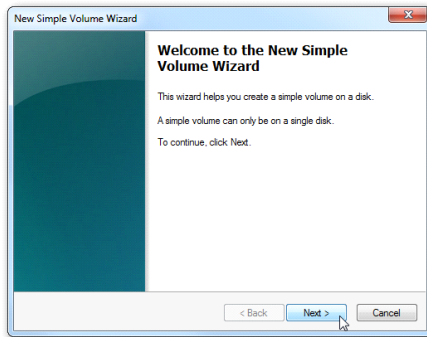 New Simple Volume Wizard
Welcome to the New Simple
Volume Wizard
This wizard helps you create a simple volume on a disk.
A simple volume can only be on a single disk.
To continue, click Next.
< Back Next > Cancel